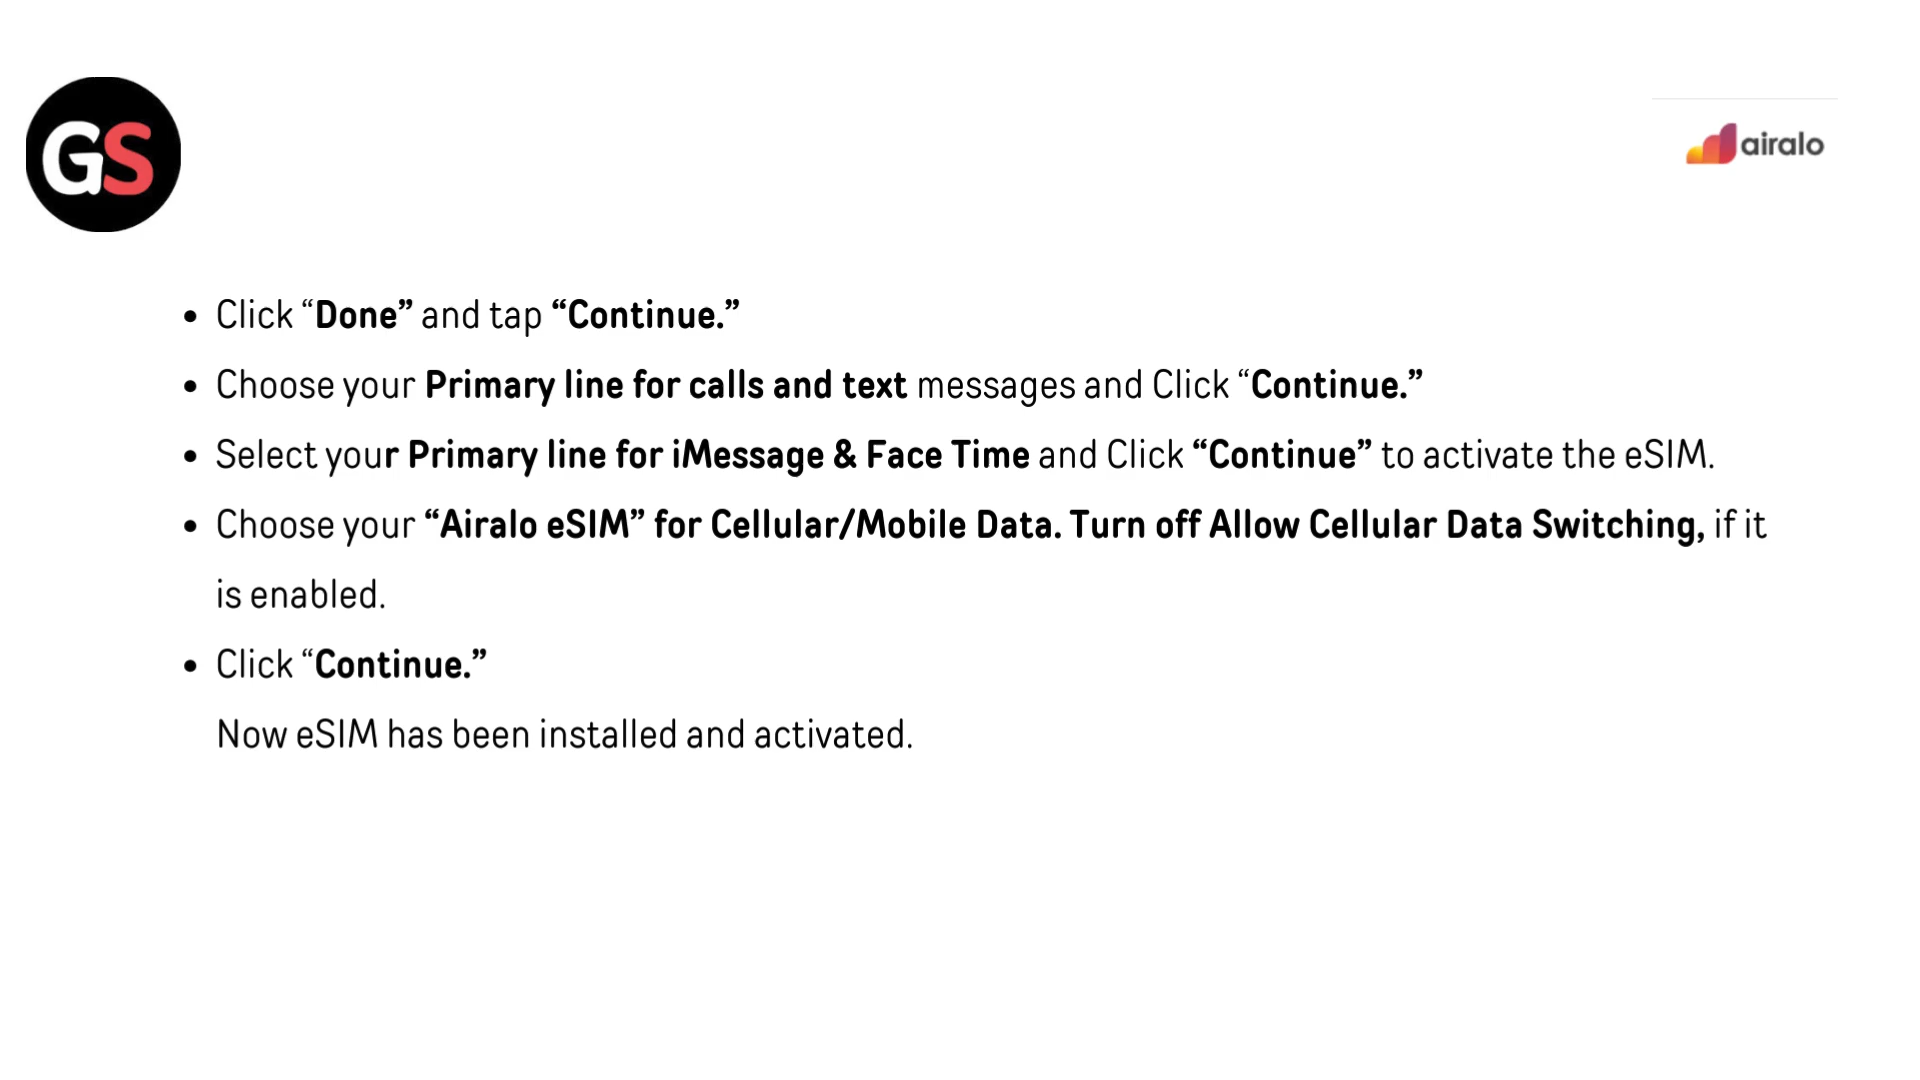 GS
airalo
• Click “Done” and tap “Continue.”
• Choose your Primary line for calls and text messages and Click “Continue.”
• Select your Primary line for iMessage & Face Time and Click “Continue” to activate the eSIM.
• Choose your “Airalo eSIM” for Cellular/Mobile Data. Turn off Allow Cellular Data Switching, if it
is enabled.
• Click “Continue.”
Now eSIM has been installed and activated.